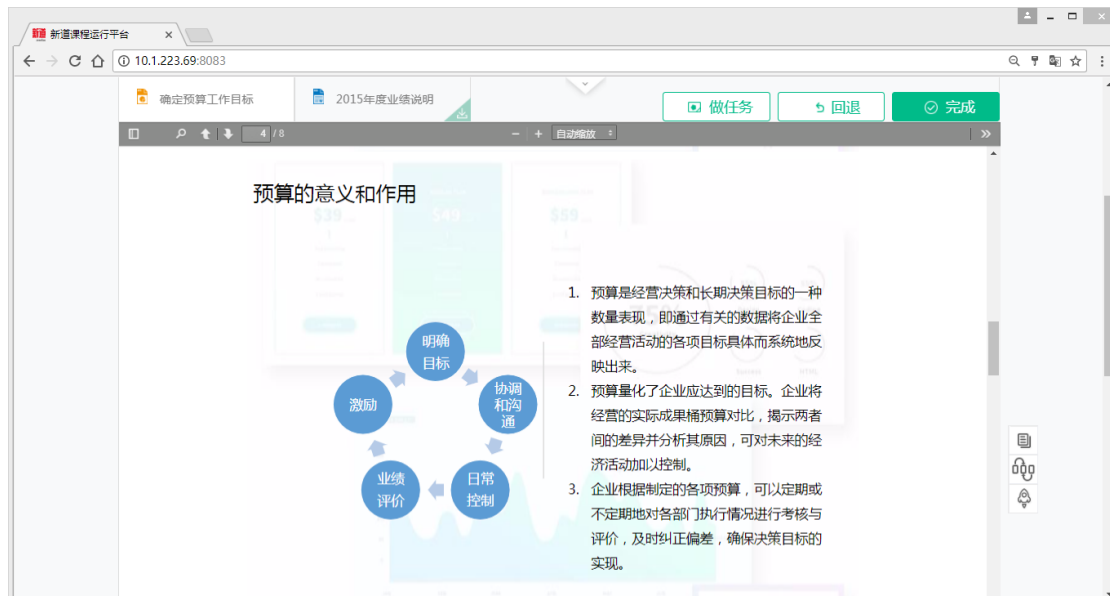 新道 新道课程运行平台
10.1.223.69:8083
确定预算工作目标
2015年度业绩说明
做任务
回退
完成
4 / 8
自动缩放
预算的意义和作用
$39
$49
$59
明确
目标
协调
和沟
通
日常
控制
业绩
评价
激励
1. 预算是经营决策和长期决策目标的一种
数量表现，即通过有关的数据将企业全
部经营活动的各项目标具体而系统地反
映出来。
2. 预算量化了企业应达到的目标。企业将
经营的实际成果桶预算对比，揭示两者
间的差异并分析其原因，可对未来的经
济活动加以控制。
3. 企业根据制定的各项预算，可以定期或
不定期地对各部门执行情况进行考核与
评价，及时纠正偏差，确保决策目标的
实现。
HTML